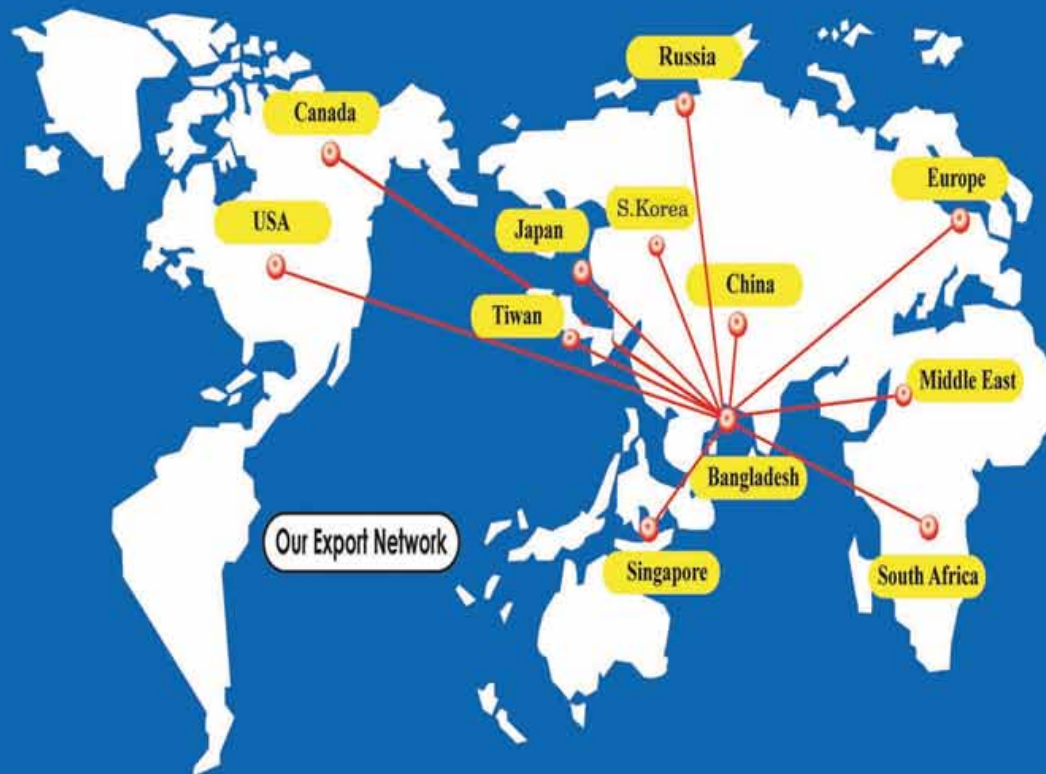 Russia
Canada
Europe
S.Korea
USA
Japan
China
Tiwan
Middle East
Bangladesh
Our Export Network
Singapore
South Africa